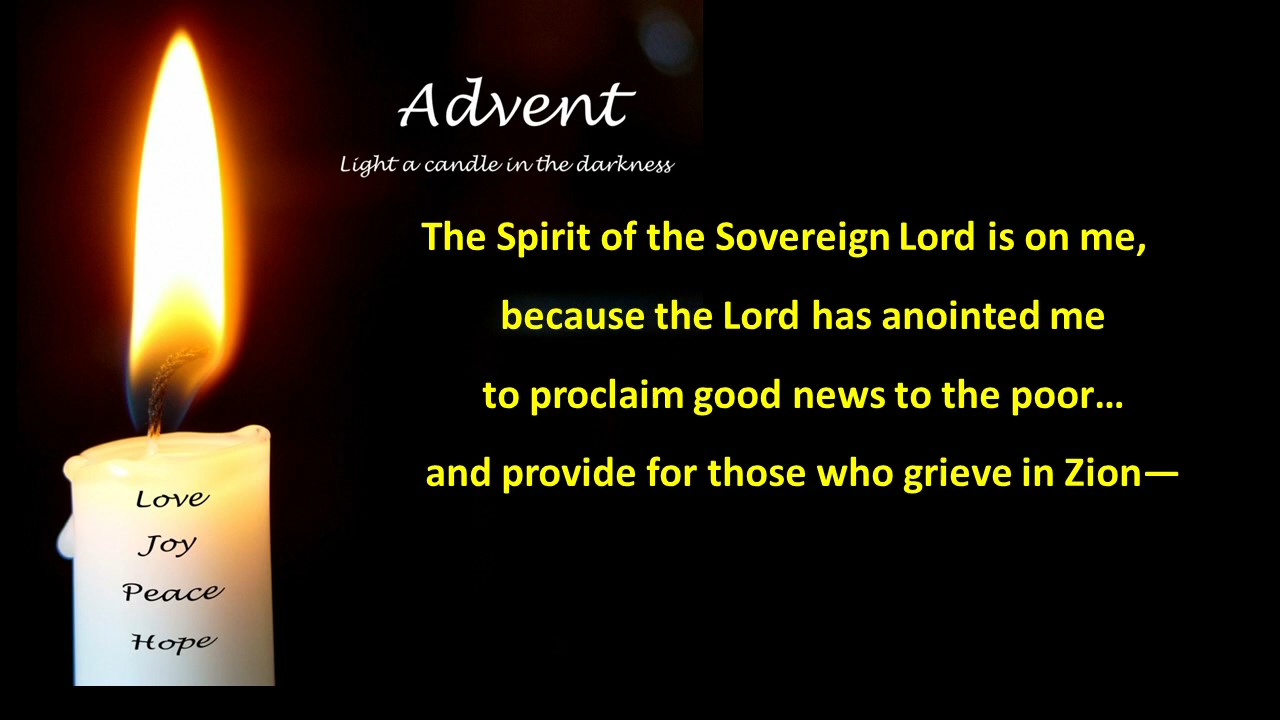 Advent
Light a candle in the darkness
The Spirit of the Sovereign Lord is on me,
because the Lord has anointed me
to proclaim good news to the poor…
and provide for those who grieve in Zion—
Love
Joy
Peace
Hope